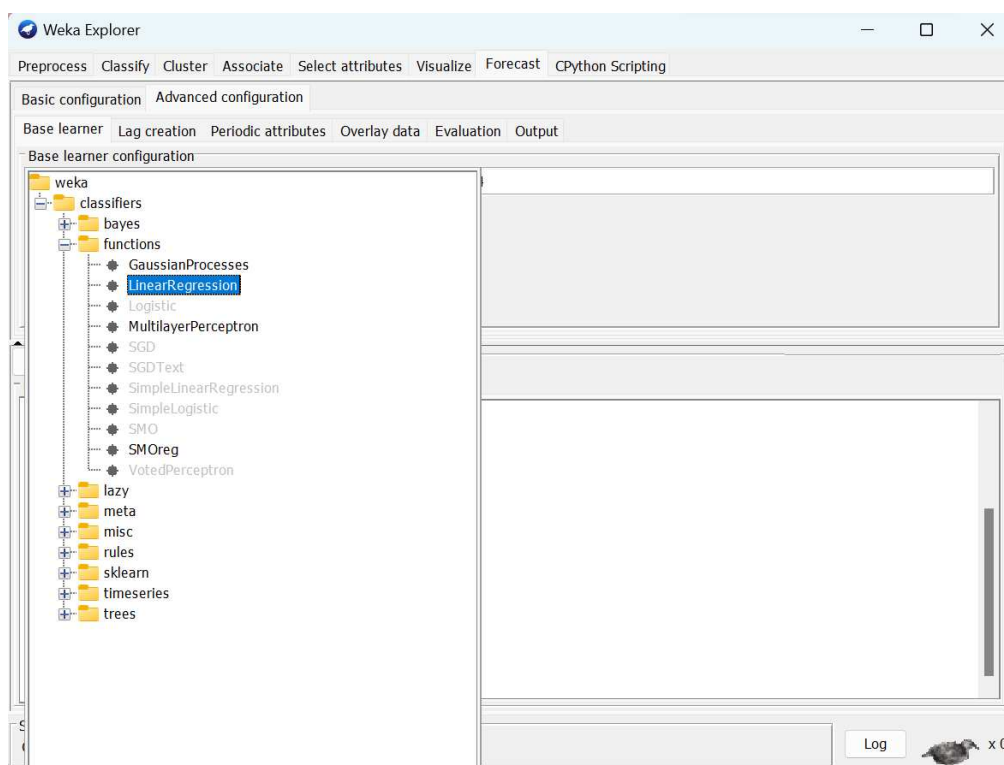 Weka Explorer
Preprocess Classify Cluster Associate Select attributes Visualize Forecast CPython Scripting
Basic configuration Advanced configuration
Base learner Lag creation Periodic attributes Overlay data Evaluation Output
Base learner configuration
weka
classifiers
bayes
functions
GaussianProcesses
LinearRegression
Logistic
MultilayerPerceptron
SGD
SGDText
SimpleLinearRegression
SimpleLogistic
SMO
SMOreg
VotedPerceptron
lazy
meta
misc
rules
sklearn
timeseries
trees
Log
x 0